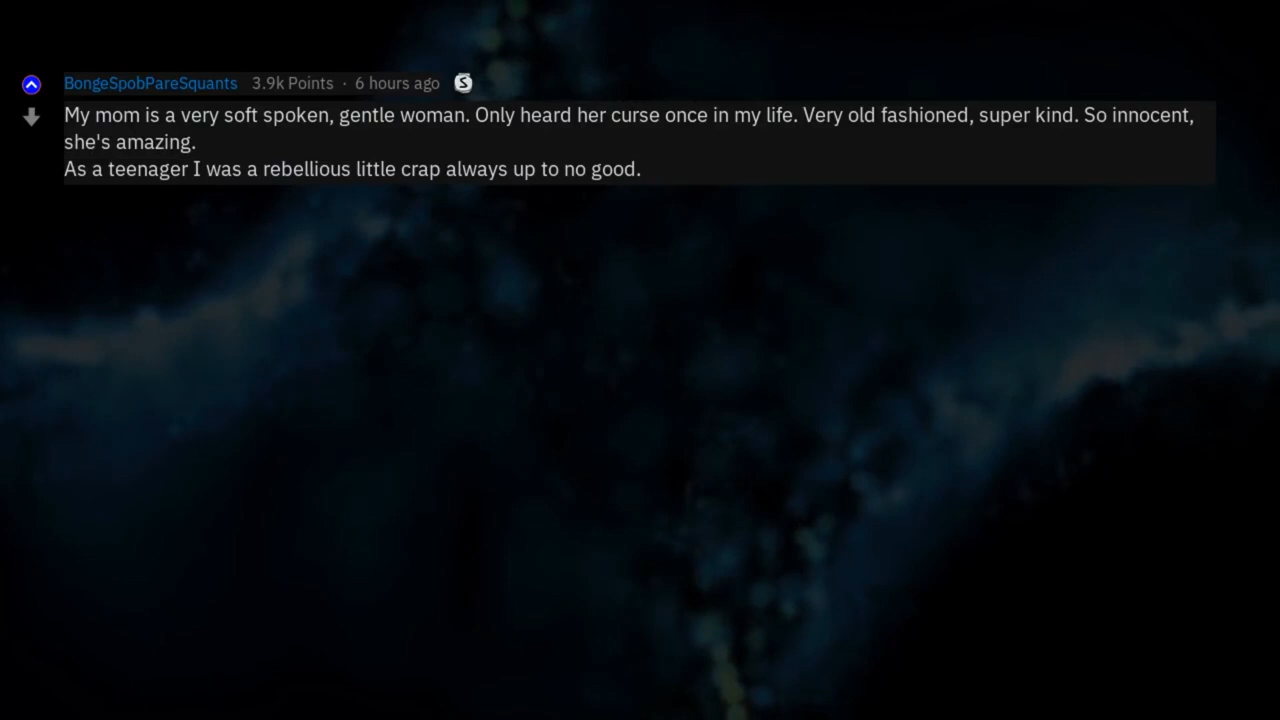 BongeSpobPareSquants 3.9k Points · 6 hours ago S
My mom is a very soft spoken, gentle woman. Only heard her curse once in my life. Very old fashioned, super kind. So innocent,
she's amazing.
As a teenager I was a rebellious little crap always up to no good.